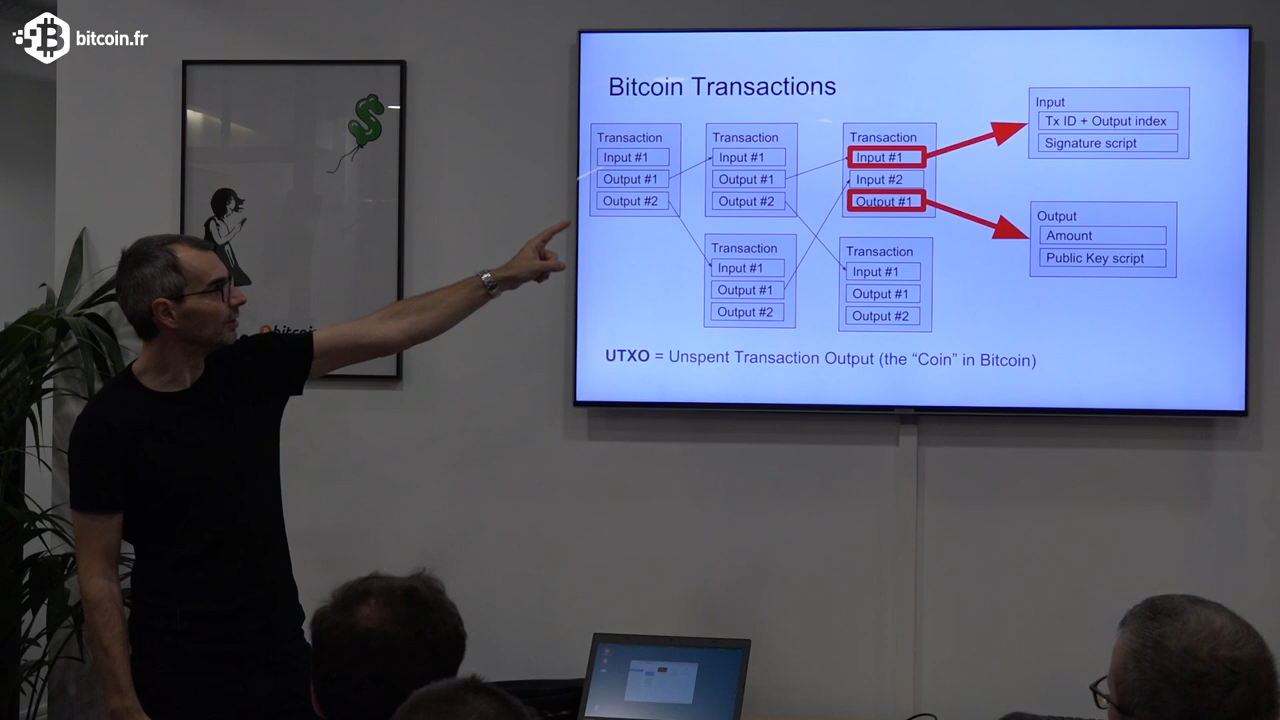 bitcoin.fr
Bitcoin Transactions
Transaction
Input #1
Output #1
Output #2
Transaction
Input #1
Output #1
Output #2
Transaction
Input #1
Input #2
Output #1
Input
Tx ID + Output index
Signature script
Output
Amount
Public Key script
Transaction
Input #1
Output #1
Output #2
Transaction
Input #1
Output #1
Output #2
UTXO = Unspent Transaction Output (the “Coin” in Bitcoin)
bitcoin